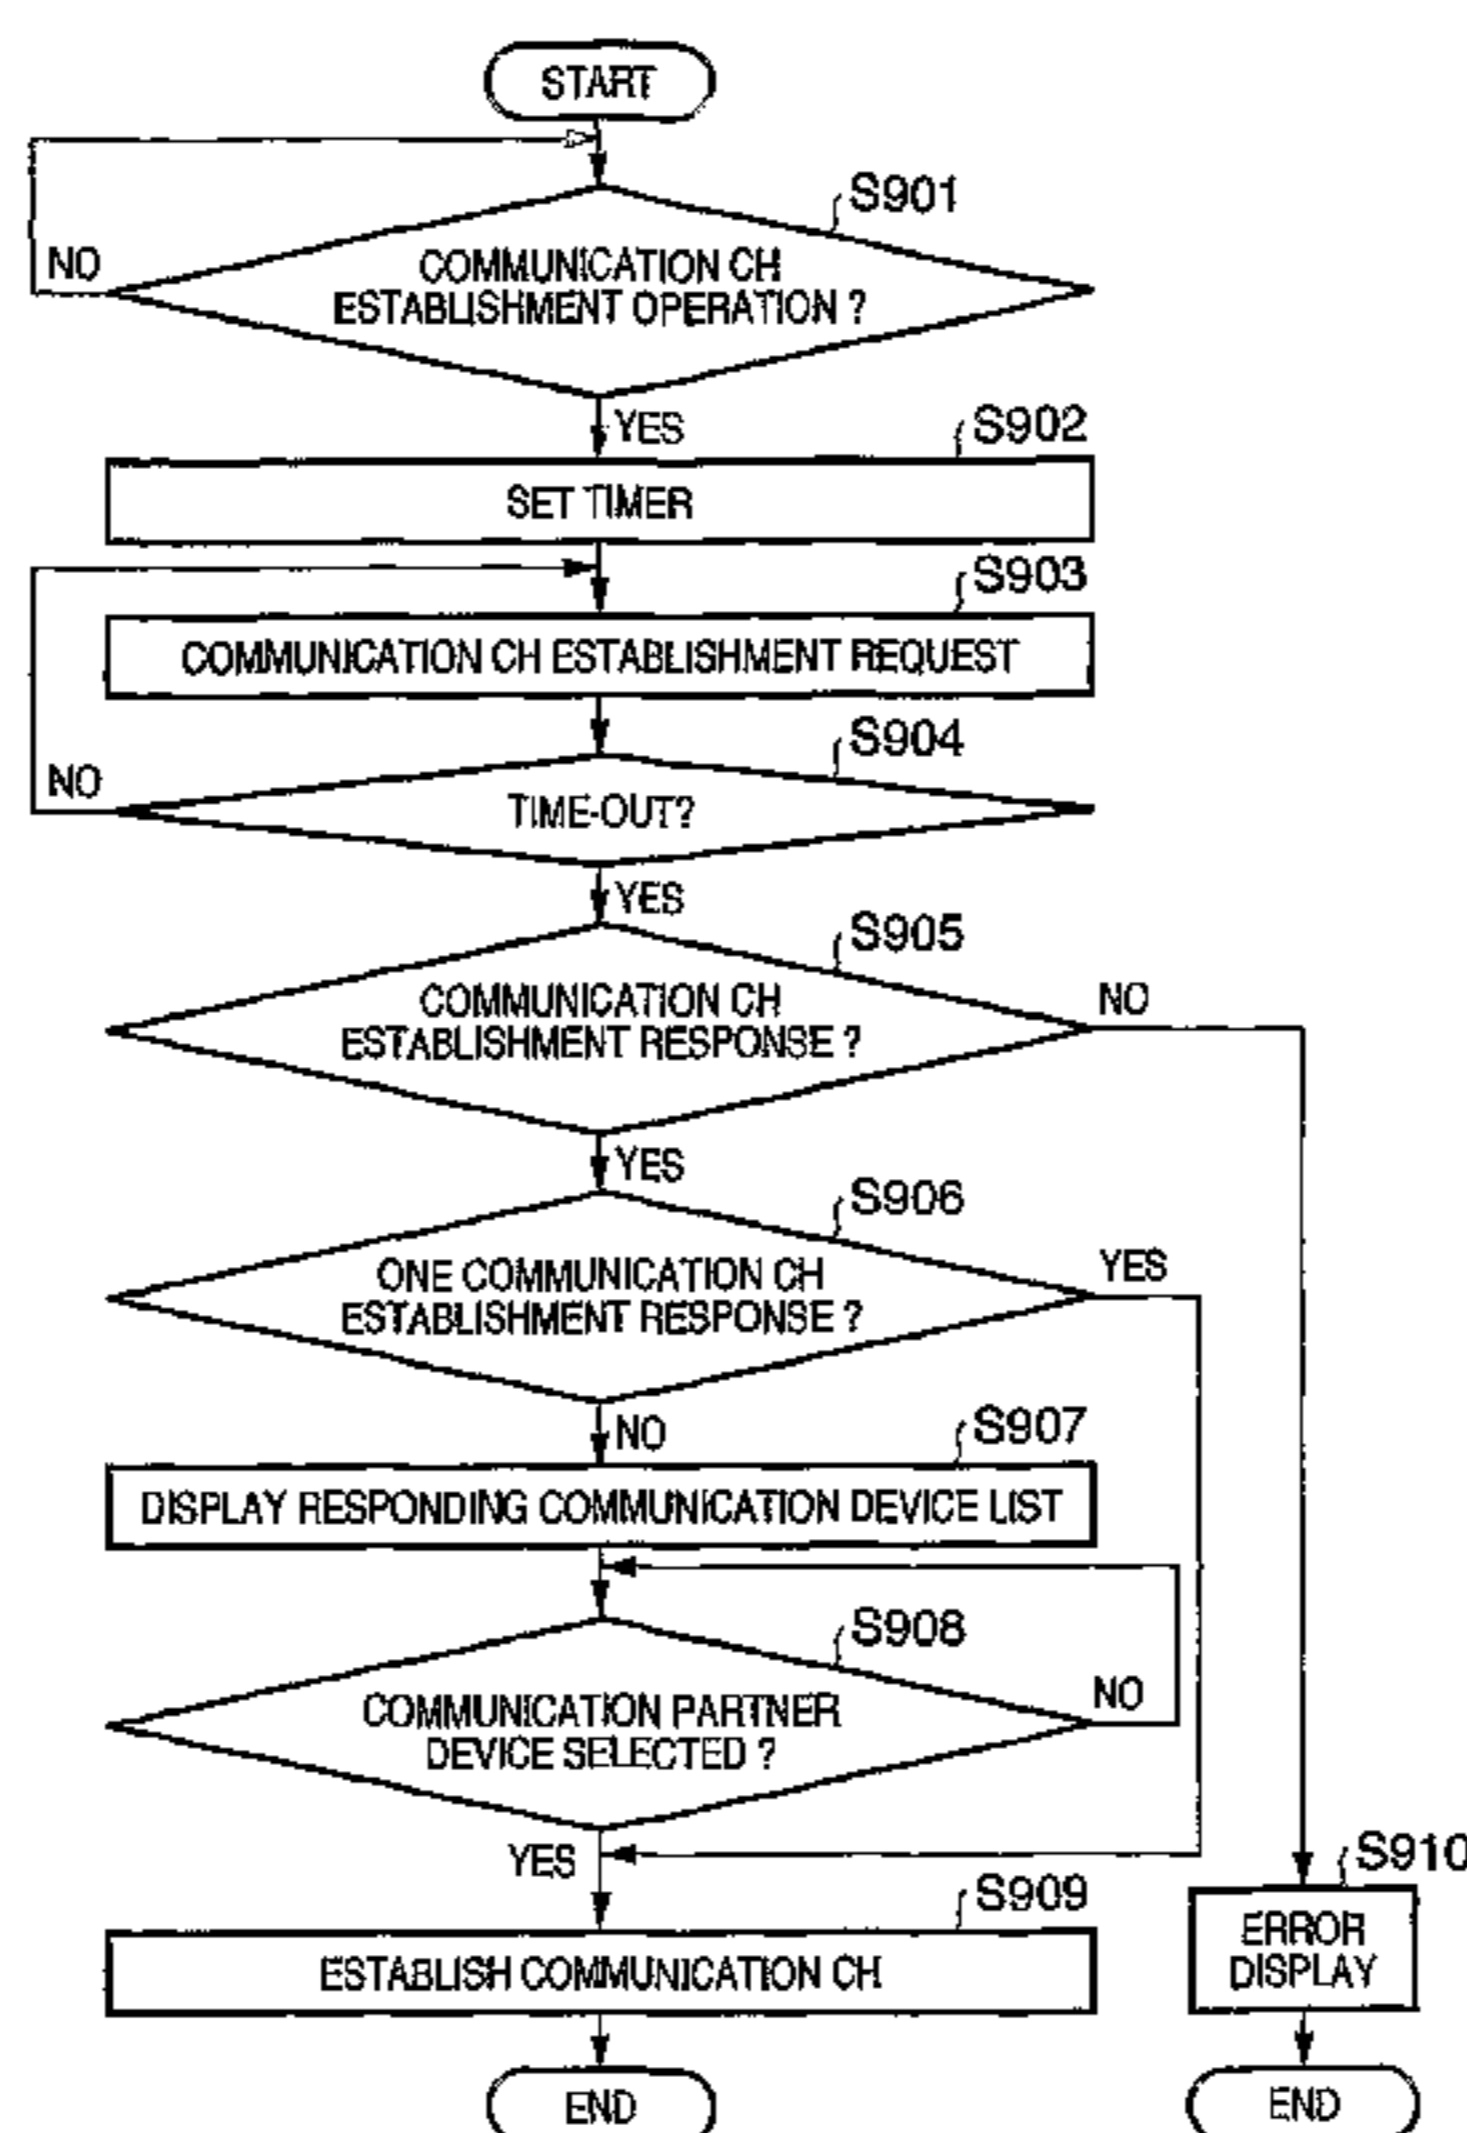 START
S901
NO
COMMUNICATION CH
ESTABLISHMENT OPERATION ?
YES
S902
SET TIMER
S903
COMMUNICATION CH ESTABLISHMENT REQUEST
S904
NO
TIME-OUT?
YES
S905
COMMUNICATION CH
ESTABLISHMENT RESPONSE ?
NO
YES
S906
ONE COMMUNICATION CH
ESTABLISHMENT RESPONSE ?
YES
NO
S907
DISPLAY RESPONDING COMMUNICATION DEVICE LIST
S908
COMMUNICATION PARTNER
DEVICE SELECTED ?
NO
YES
S909
ESTABLISH COMMUNICATION CH
S910
ERROR
DISPLAY
END
END